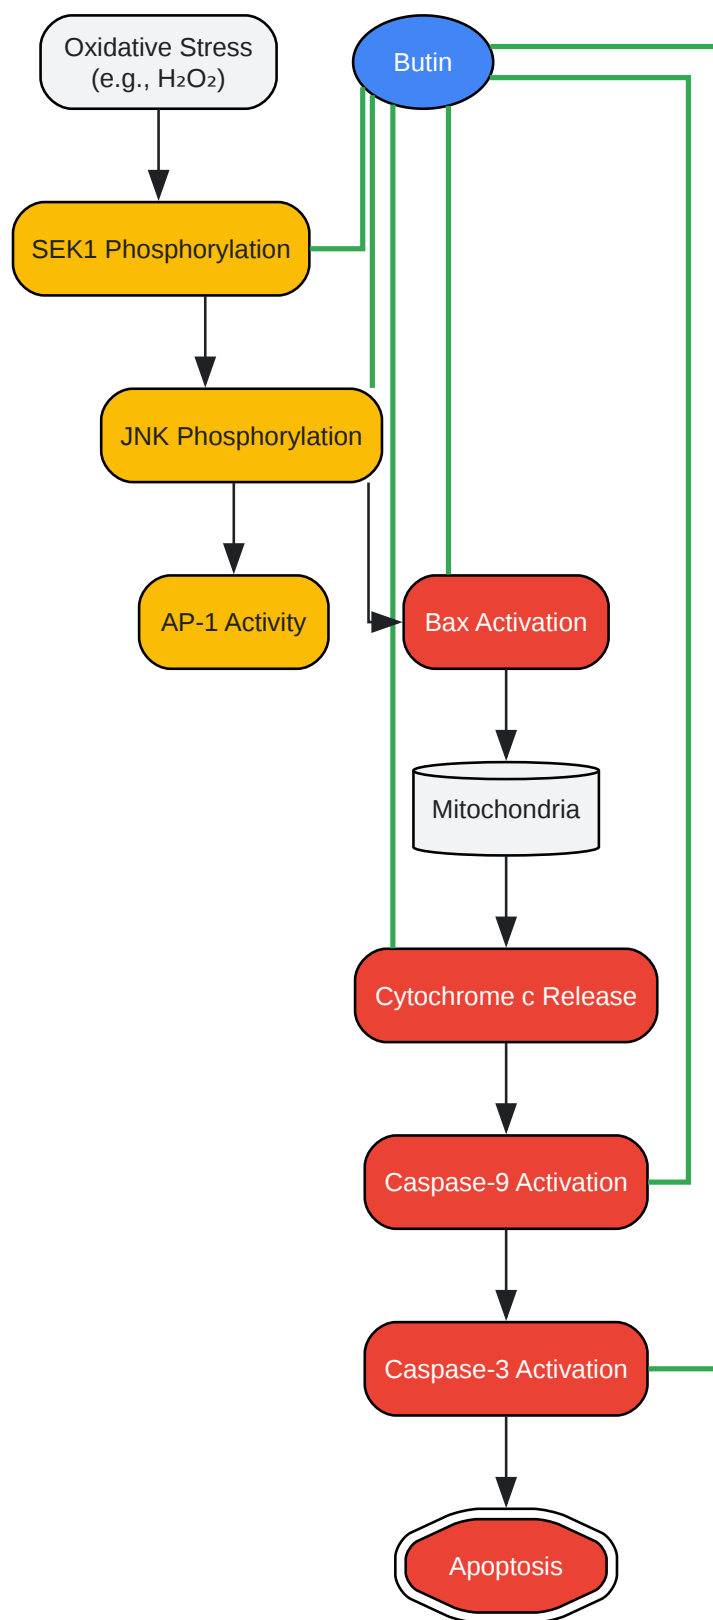 Oxidative Stress
(e.g., H₂O₂)
Butin
SEK1 Phosphorylation
JNK Phosphorylation
AP-1 Activity
Bax Activation
Mitochondria
Cytochrome c Release
Caspase-9 Activation
Caspase-3 Activation
Apoptosis